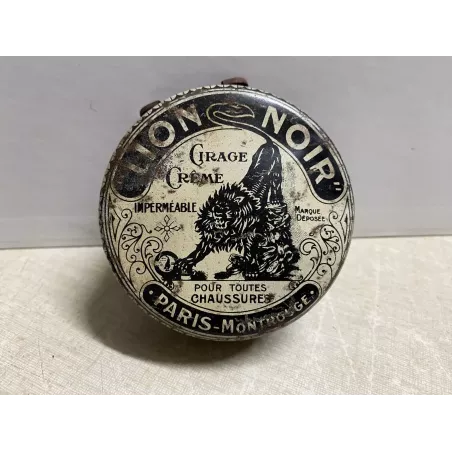 "LION NOIR"
CIRAGE
CRÈME
IMPERMÉABLE
MARQUE
DÉPOSÉE
POUR TOUTES
CHAUSSURES
PARIS-MONTROUGE